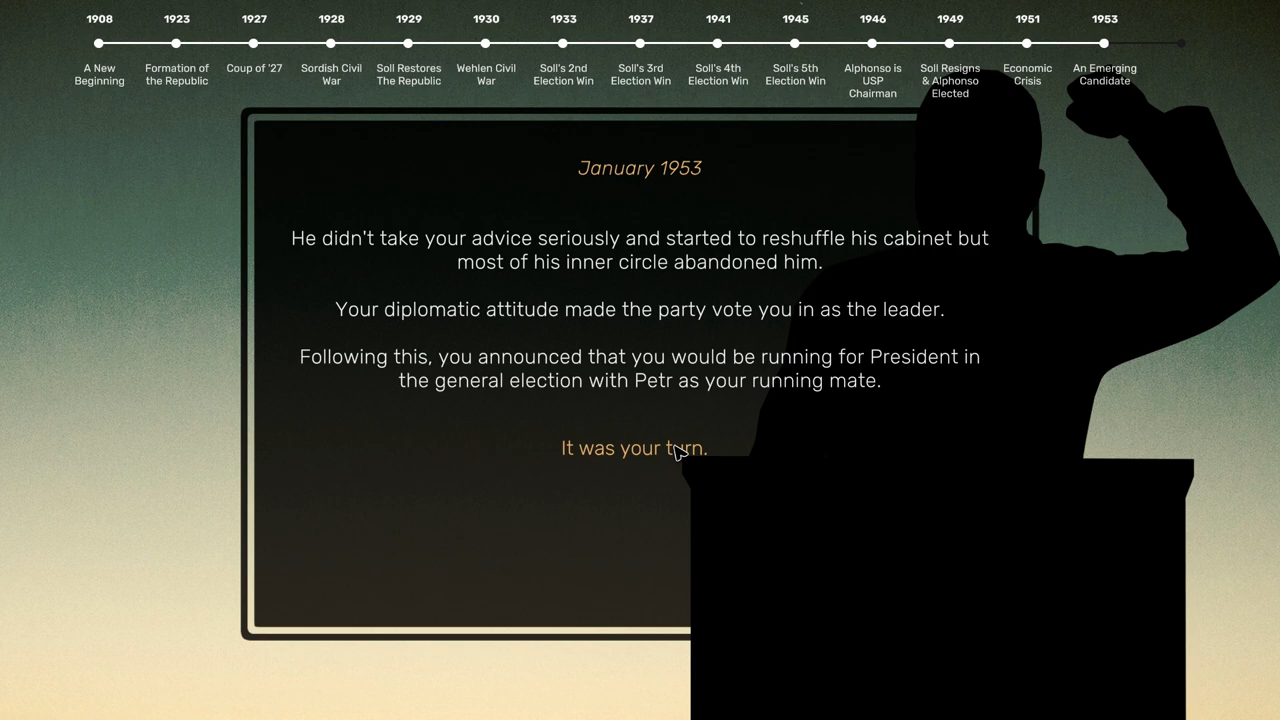 1908 1923 1927 1928 1929 1930 1933 1937 1941 1945 1946 1949 1951 1953
A New Beginning
Formation of the Republic
Coup of '27
Sordish Civil War
Soll Restores The Republic
Wehlen Civil War
Soll's 2nd Election Win
Soll's 3rd Election Win
Soll's 4th Election Win
Soll's 5th Election Win
Alphonso is USP Chairman
Soll Resigns & Alphonso Elected
Economic Crisis
An Emerging Candidate
January 1953
He didn't take your advice seriously and started to reshuffle his cabinet but
most of his inner circle abandoned him.
Your diplomatic attitude made the party vote you in as the leader.
Following this, you announced that you would be running for President in
the general election with Petr as your running mate.
It was your turn.